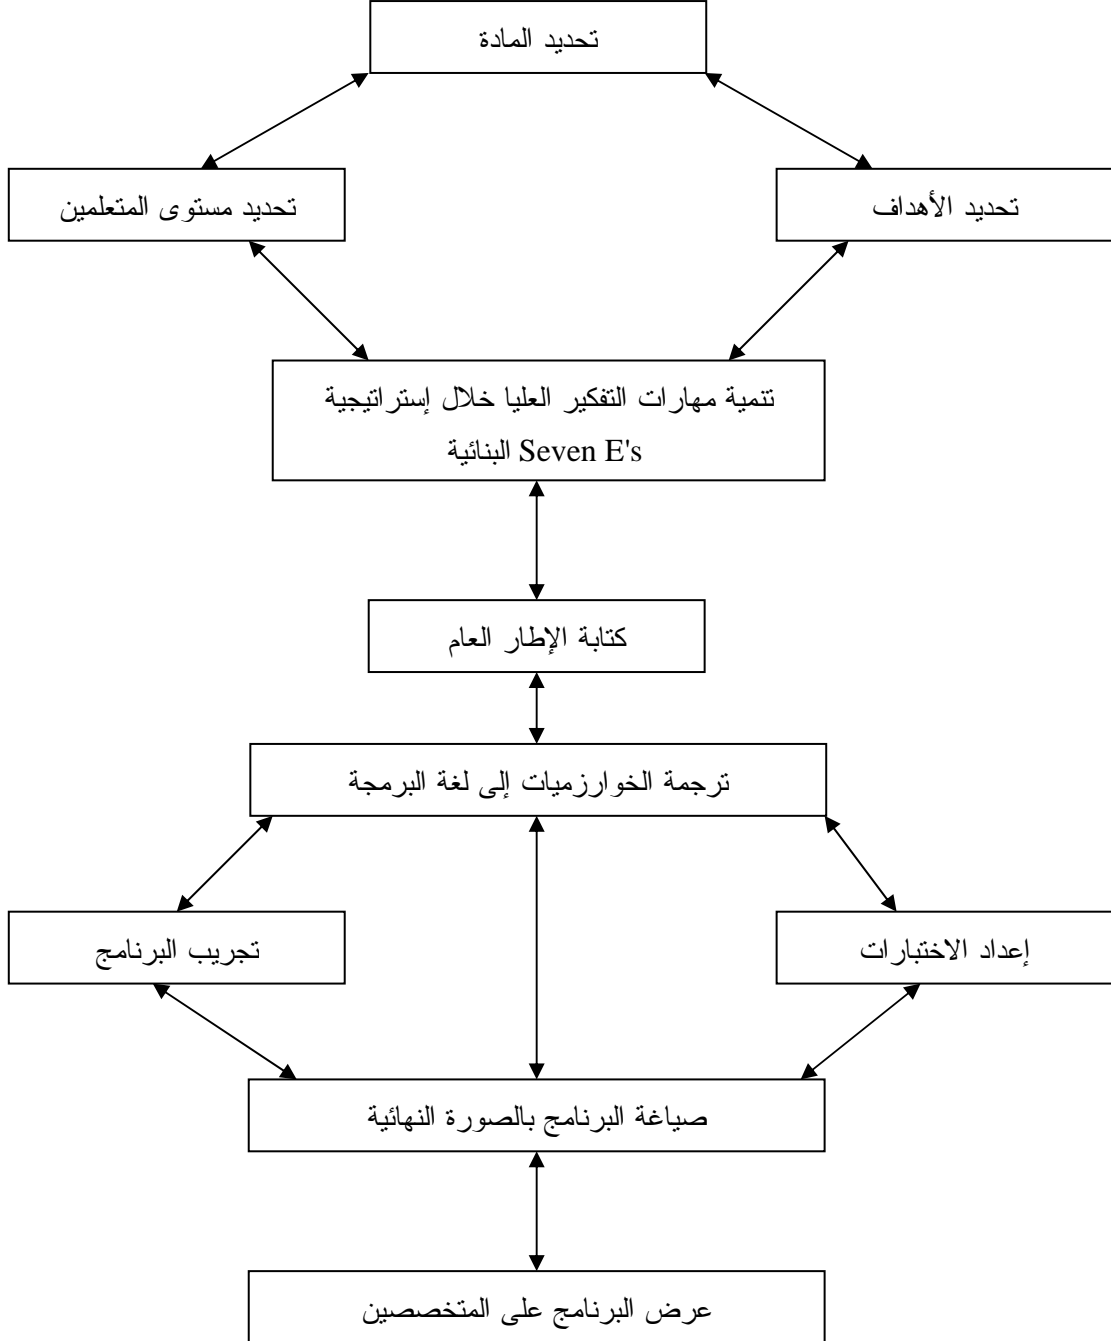 تحديد المادة
تحديد الأهداف
تحديد مستوى المتعلمين
تنمية مهارات التفكير العليا خلال إستراتيجية
Seven E's البنائية
كتابة الإطار العام
ترجمة الخوارزميات إلى لغة البرمجة
إعداد الاختبارات
تجريب البرنامج
صياغة البرنامج بالصورة النهائية
عرض البرنامج على المتخصصين